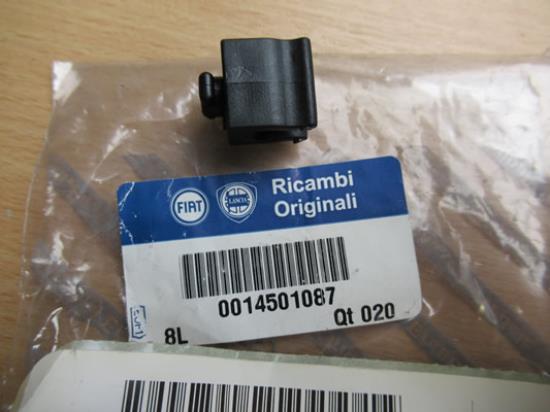 FIAT LANCIA Ricambi
Originali
0014501087
8L Qt 020